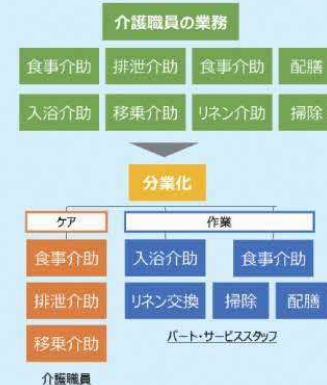 介護職員の業務
食事介助 排泄介助 食事介助 配膳
入浴介助 移乗介助 リネン介助 掃除
分業化
ケア 作業
食事介助 入浴介助 食事介助
排泄介助 リネン交換 掃除 配膳
移乗介助 パート・サービススタッフ
介護職員